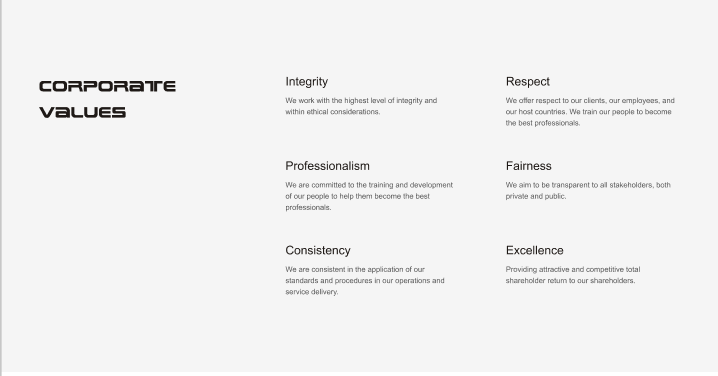 CORPORATE
VALUES
Integrity
We work with the highest level of integrity and
within ethical considerations.
Respect
We offer respect to our clients, our employees, and
our host countries. We train our people to become
the best professionals.
Professionalism
We are committed to the training and development
of our people to help them become the best
professionals.
Fairness
We aim to be transparent to all stakeholders, both
private and public.
Consistency
We are consistent in the application of our
standards and procedures in our operations and
service delivery.
Excellence
Providing attractive and competitive total
shareholder return to our shareholders.